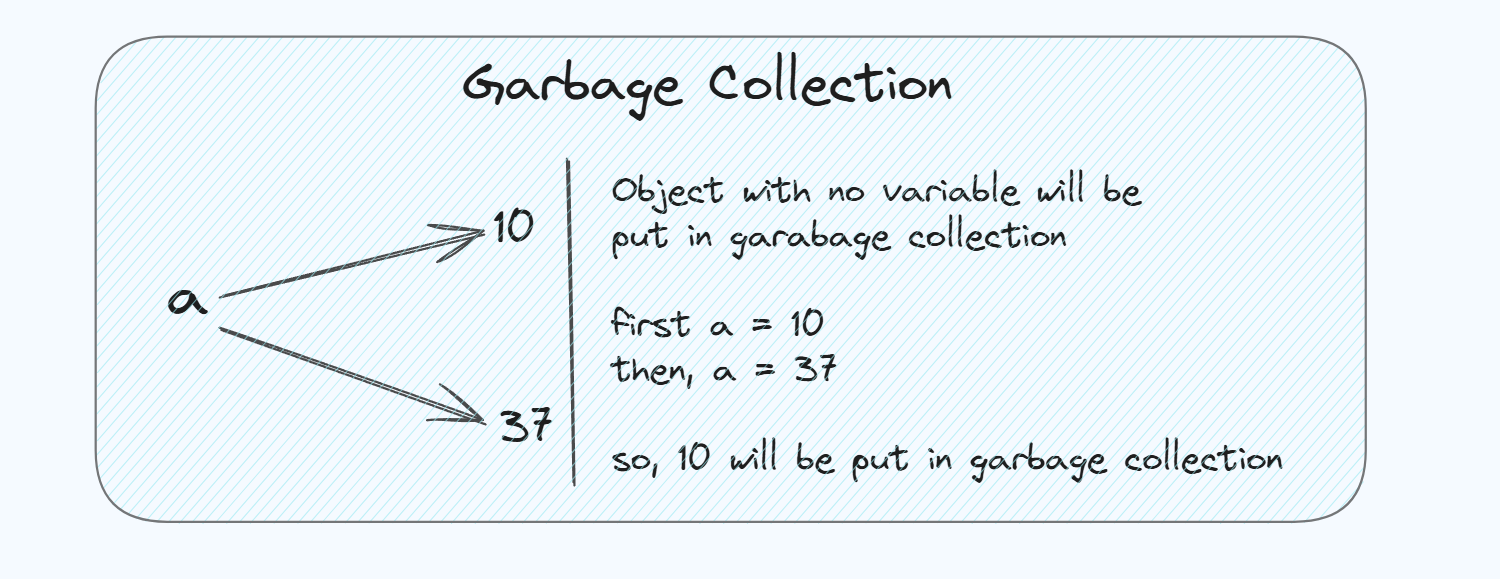 Garbage Collection
a
10
37
Object with no variable will be
put in garabage collection
first a = 10
then, a = 37
so, 10 will be put in garbage collection